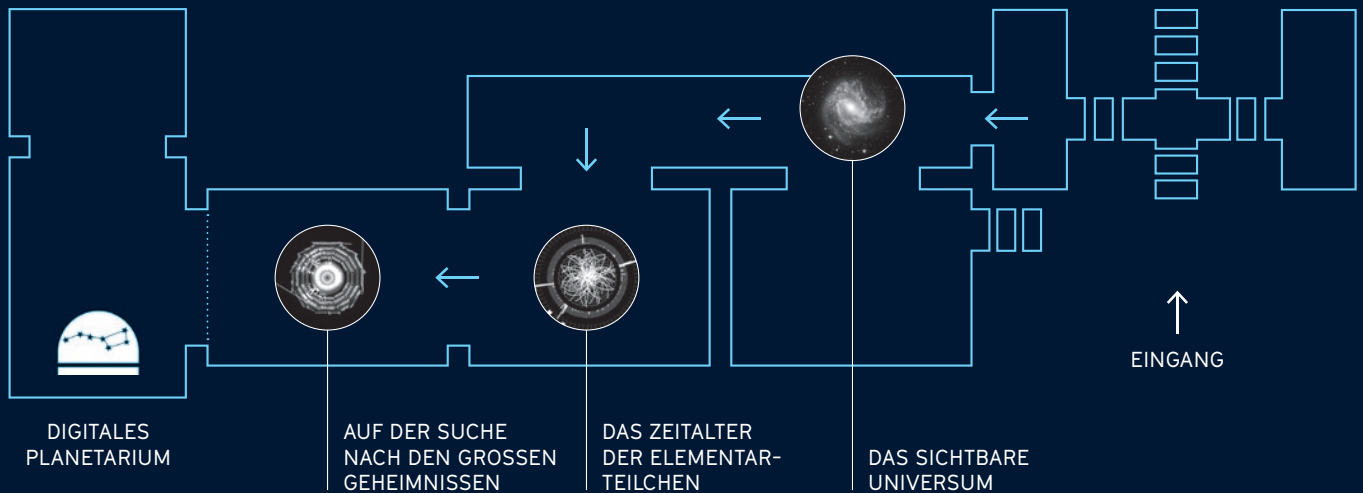 EINGANG
DIGITALES
PLANETARIUM
AUF DER SUCHE
NACH DEN GROSSEN
GEHEIMNISSEN
DAS ZEITALTER
DER ELEMENTAR-
TEILCHEN
DAS SICHTBARE
UNIVERSUM